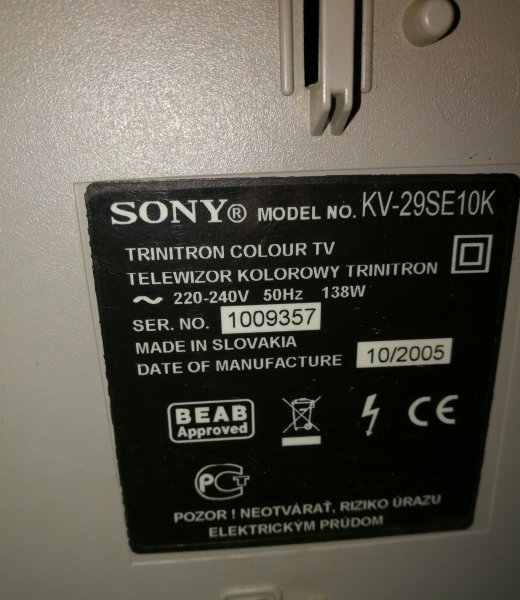 SONY® MODEL NO. KV-29SE10K
TRINITRON COLOUR TV
TELEWIZOR KOLOROWY TRINITRON
~ 220-240V 50Hz 138W
SER. NO. 1009357
MADE IN SLOVAKIA
DATE OF MANUFACTURE 10/2005
BEAB
Approved
CE
PCT
POZOR ! NEOTVÁRAŤ, RIZIKO ÚRAZU
ELEKTRICKÝM PRÚDOM